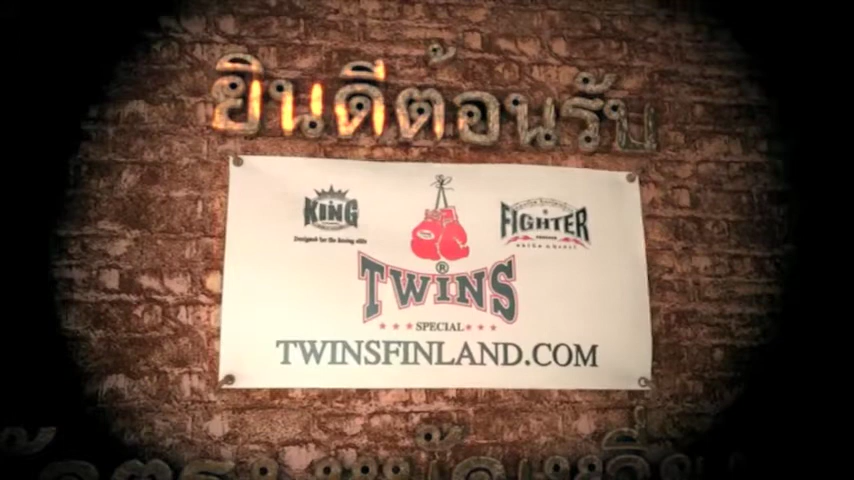 ยินดีต้อนรับ
KING
Designed for the boxing elite
FIGHTER
TWINS
®
SPECIAL
TWINSFINLAND.COM